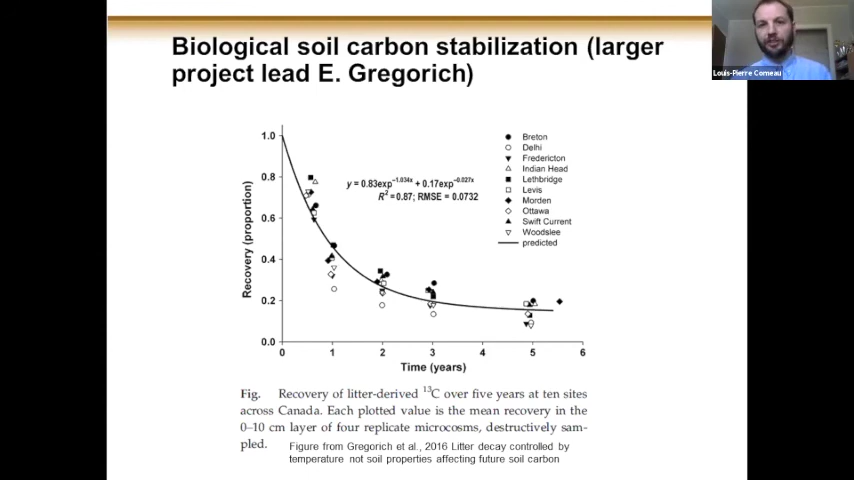 Biological soil carbon stabilization (larger
project lead E. Gregorich)
Louis-Pierre Comeau
Recovery (proportion)
1.0
0.8
0.6
0.4
0.2
0.0
y = 0.83exp^-1.034x + 0.17exp^-0.027x
R² = 0.87; RMSE = 0.0732
Breton
Delhi
Fredericton
Indian Head
Lethbridge
Levis
Morden
Ottawa
Swift Current
Woodslee
predicted
0 1 2 3 4 5 6
Time (years)
Fig. Recovery of litter-derived ¹³C over five years at ten sites
across Canada. Each plotted value is the mean recovery in the
0–10 cm layer of four replicate microcosms, destructively sam-
pled.
Figure from Gregorich et al., 2016 Litter decay controlled by
temperature not soil properties affecting future soil carbon